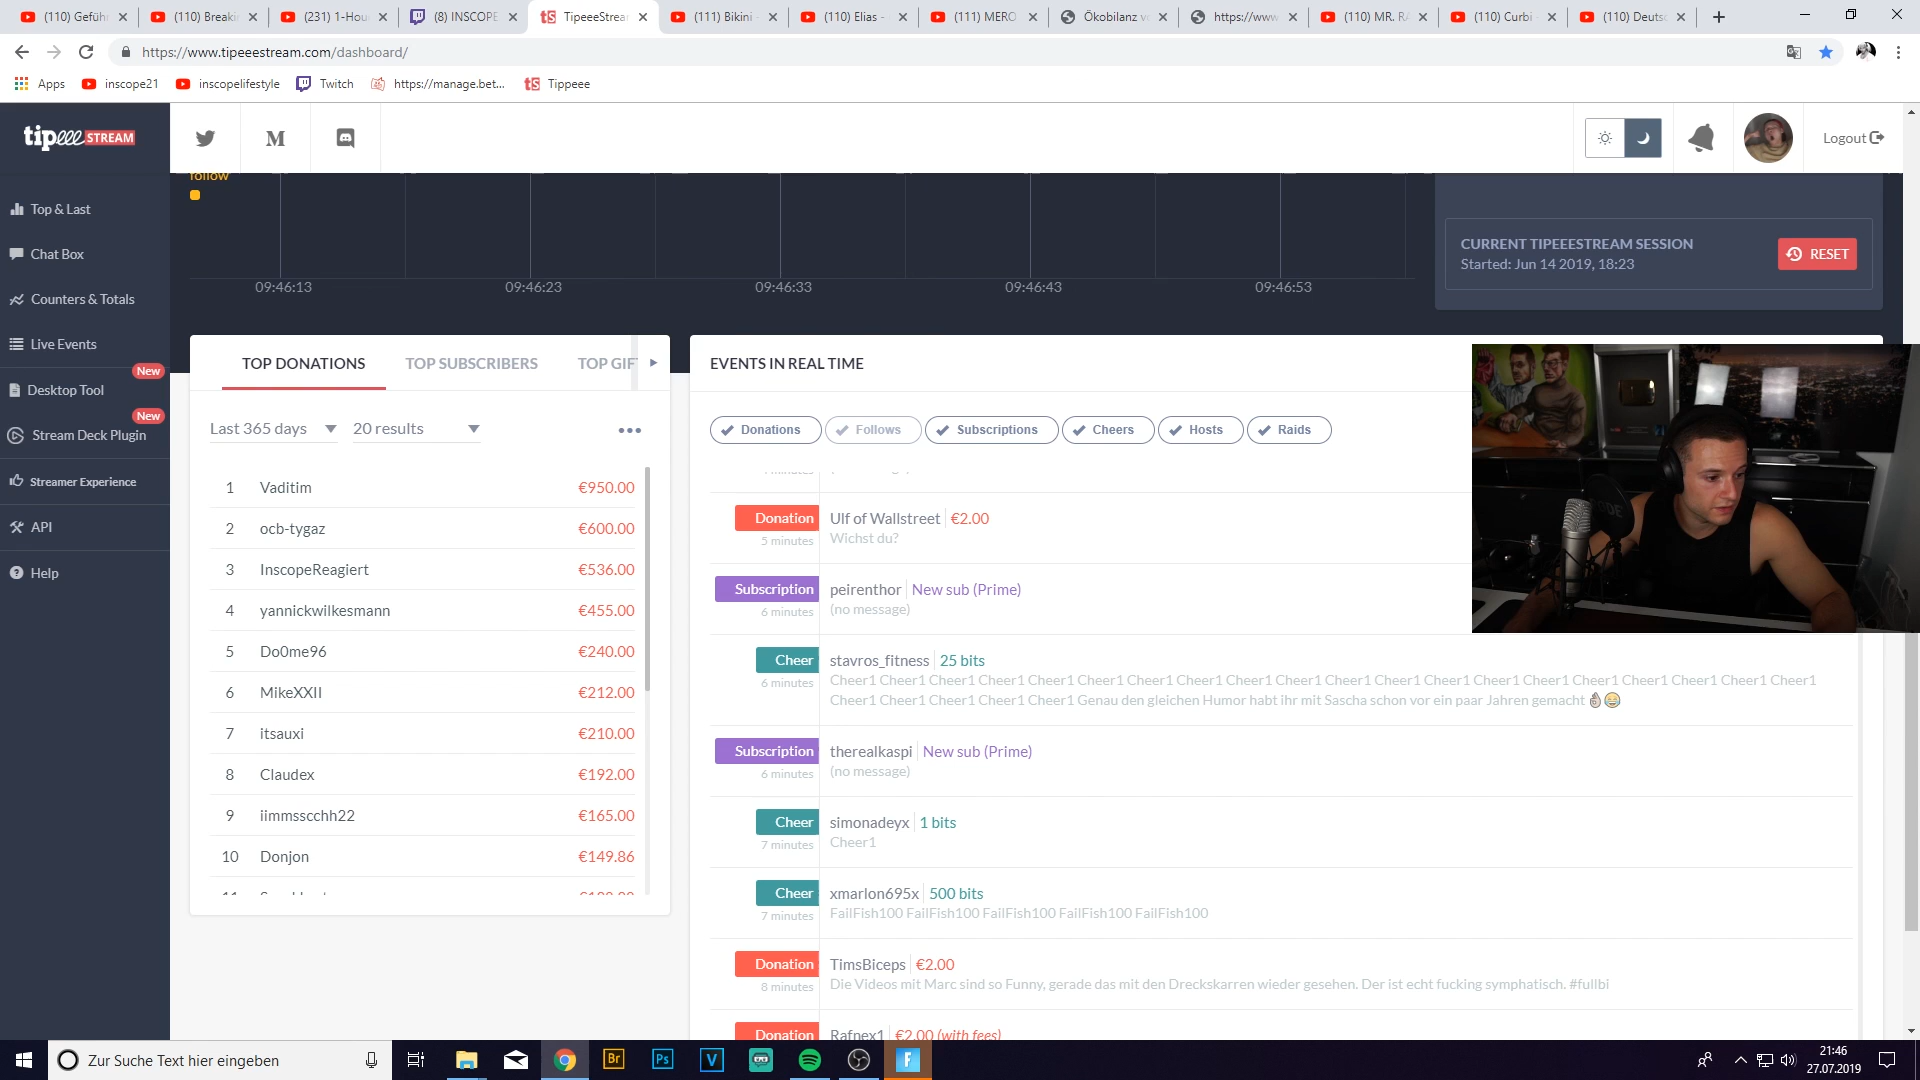 (110) Gefüh
(110) Breaki
(231) 1-Hou
(8) INSCOPE
TipeeeStrea
(111) Bikini -
(110) Elias -
(111) MERO
Ökobilanz v
https://www
(110) MR. R
(110) Curbi
(110) Deuts
https://www.tipeeestream.com/dashboard/
Apps
inscope21
inscopelifestyle
Twitch
https://manage.bet...
tS Tippeee
tipeee STREAM
M
Logout
Top & Last
Chat Box
Counters & Totals
Live Events
New
Desktop Tool
New
Stream Deck Plugin
Streamer Experience
API
Help
follow
09:46:13
09:46:23
09:46:33
09:46:43
09:46:53
CURRENT TIPEEESTREAM SESSION
Started: Jun 14 2019, 18:23
RESET
TOP DONATIONS
TOP SUBSCRIBERS
TOP GIF
Last 365 days
20 results
1 Vaditim €950.00
2 ocb-tygaz €600.00
3 InscopeReagiert €536.00
4 yannickwilkesmann €455.00
5 Do0me96 €240.00
6 MikeXXII €212.00
7 itsauxi €210.00
8 Claudex €192.00
9 iimmsscchh22 €165.00
10 Donjon €149.86
EVENTS IN REAL TIME
Donations
Follows
Subscriptions
Cheers
Hosts
Raids
Donation Ulf of Wallstreet €2.00
5 minutes Wichst du?
Subscription peirenthor New sub (Prime)
6 minutes (no message)
Cheer stavros_fitness 25 bits
6 minutes Cheer1 Cheer1 Cheer1 Cheer1 Cheer1 Cheer1 Cheer1 Cheer1 Cheer1 Cheer1 Cheer1 Cheer1 Cheer1 Cheer1 Cheer1 Cheer1 Cheer1 Cheer1 Cheer1 Cheer1
Cheer1 Cheer1 Cheer1 Cheer1 Cheer1 Genau den gleichen Humor habt ihr mit Sascha schon vor ein paar Jahren gemacht 👌😂
Subscription therealkaspi New sub (Prime)
6 minutes (no message)
Cheer simonadeyx 1 bits
7 minutes Cheer1
Cheer xmarlon695x 500 bits
7 minutes FailFish100 FailFish100 FailFish100 FailFish100 FailFish100
Donation TimsBiceps €2.00
8 minutes Die Videos mit Marc sind so Funny, gerade das mit den Dreckskarren wieder gesehen. Der ist echt fucking symphatisch. #fullbi
Donation Rafnex1 €2.00 (with fees)
Zur Suche Text hier eingeben
Br
Ps
V
21:46
27.07.2019